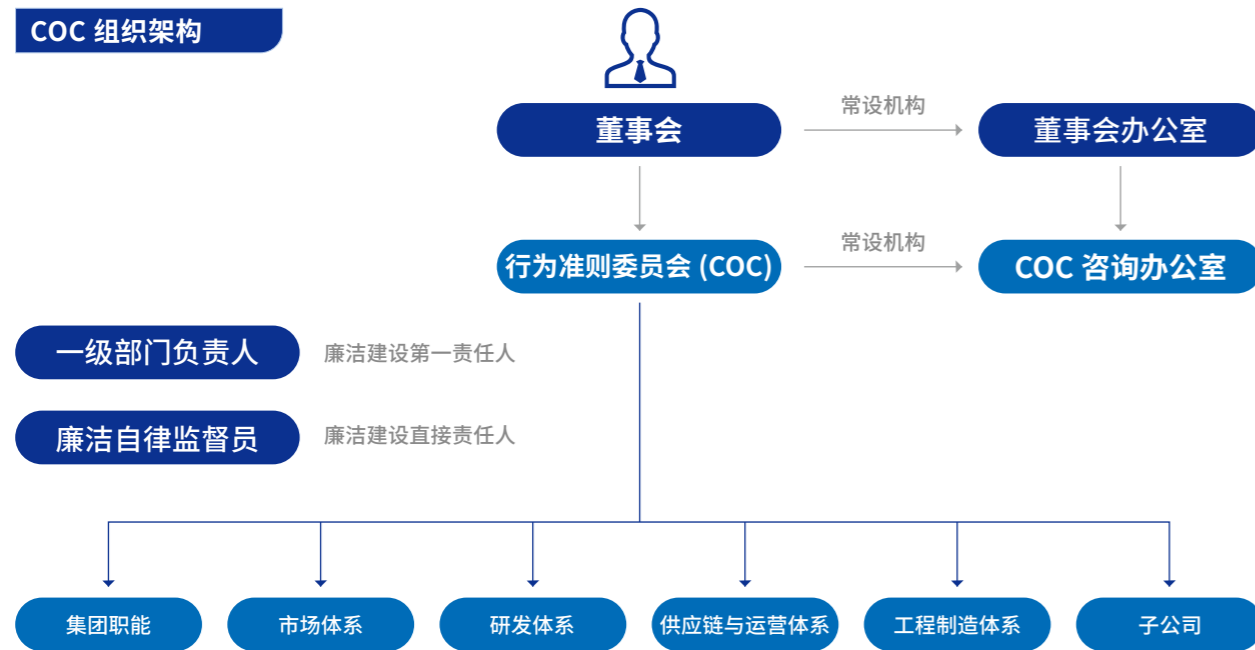 COC 组织架构
董事会
常设机构
董事会办公室
行为准则委员会 (COC)
常设机构
COC 咨询办公室
一级部门负责人
廉洁建设第一责任人
廉洁自律监督员
廉洁建设直接责任人
集团职能
市场体系
研发体系
供应链与运营体系
工程制造体系
子公司